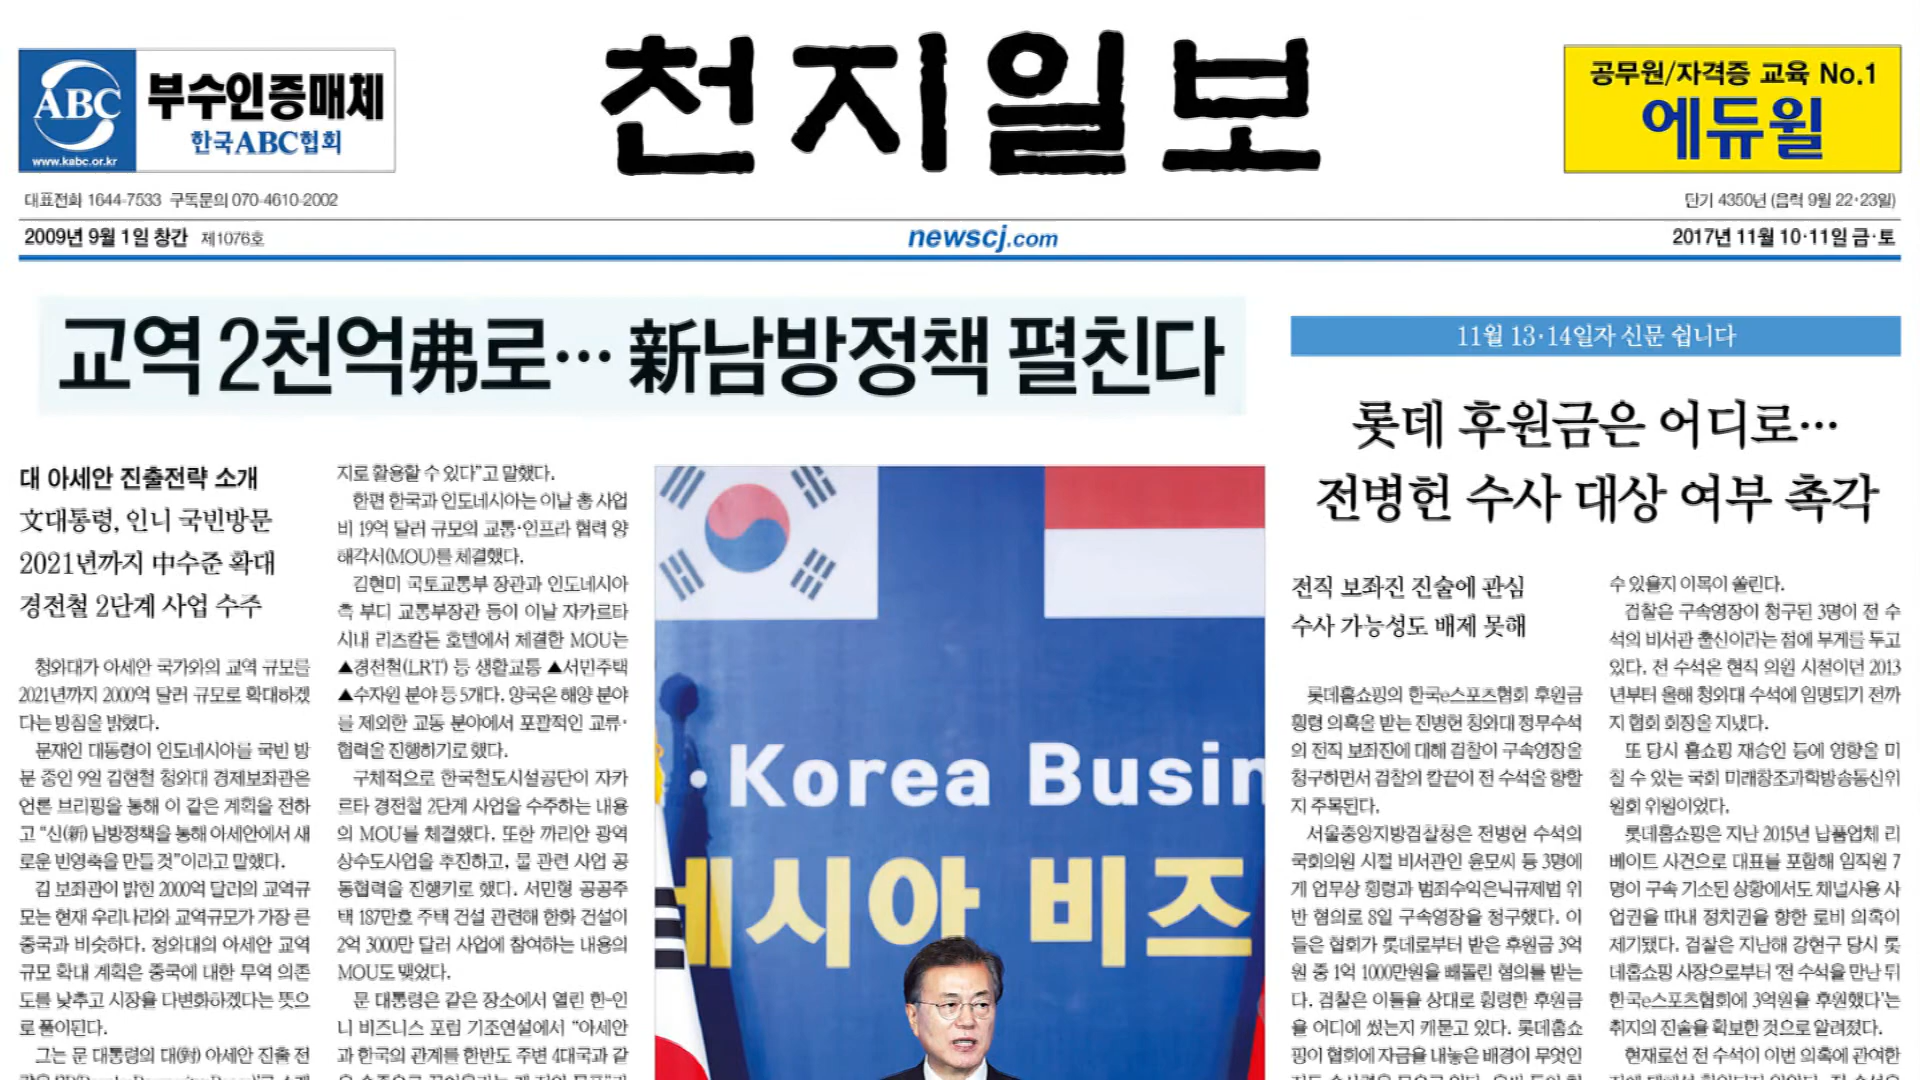 ABC
www.kabc.or.kr
부수인증매체
한국ABC협회
천지일보
공무원/자격증 교육 No.1
에듀윌
대표전화 1644-7533 구독문의 070-4610-2002
단기 4350년 (음력 9월 22·23일)
2009년 9월 1일 창간 제1076호
newscj.com
2017년 11월 10·11일 금·토
교역 2천억弗로… 新남방정책 펼친다
대 아세안 진출전략 소개
文대통령, 인니 국빈방문
2021년까지 中수준 확대
경전철 2단계 사업 수주
청와대가 아세안 국가와의 교역 규모를
2021년까지 2000억 달러 규모로 확대하겠
다는 방침을 밝혔다.
문재인 대통령이 인도네시아를 국빈 방
문 중인 9일 김현철 청와대 경제보좌관은
언론 브리핑을 통해 이 같은 계획을 전하
고 “신(新) 남방정책을 통해 아세안에서 새
로운 번영축을 만들 것”이라고 말했다.
김 보좌관이 밝힌 2000억 달러의 교역규
모는 현재 우리나라와 교역규모가 가장 큰
중국과 비슷하다. 청와대의 아세안 교역
규모 확대 계획은 중국에 대한 무역 의존
도를 낮추고 시장을 다변화하겠다는 뜻으
로 풀이된다.
그는 문 대통령의 대(對) 아세안 진출 전
지로 활용할 수 있다”고 말했다.
한편 한국과 인도네시아는 이날 총 사업
비 19억 달러 규모의 교통·인프라 협력 양
해각서(MOU)를 체결했다.
김현미 국토교통부 장관과 인도네시아
측 부디 교통부장관 등이 이날 자카르타
시내 리츠칼든 호텔에서 체결한 MOU는
▲경전철(LRT) 등 생활교통 ▲서민주택
▲수자원 분야 등 5개다. 양국은 해양 분야
를 제외한 교통 분야에서 포괄적인 교류·
협력을 진행하기로 했다.
구체적으로 한국철도시설공단이 자카
르타 경전철 2단계 사업을 수주하는 내용
의 MOU를 체결했다. 또한 까리안 광역
상수도사업을 추진하고, 물 관련 사업 공
동협력을 진행키로 했다. 서민형 공공주
택 187만호 주택 건설 관련해 한화 건설이
2억 3000만 달러 사업에 참여하는 내용의
MOU도 맺었다.
문 대통령은 같은 장소에서 열린 한-인
니 비즈니스 포럼 기조연설에서 “아세안
과 한국의 관계를 한반도 주변 4대국과 같
· Korea Busin
네시아 비즈
11월 13·14일자 신문 쉽니다
롯데 후원금은 어디로…
전병헌 수사 대상 여부 촉각
전직 보좌진 진술에 관심
수사 가능성도 배제 못해
롯데홈쇼핑의 한국e스포츠협회 후원금
횡령 의혹을 받는 전병헌 청와대 정무수석
의 전직 보좌진에 대해 검찰이 구속영장을
청구하면서 검찰의 칼끝이 전 수석을 향할
지 주목된다.
서울중앙지방검찰청은 전병헌 수석의
국회의원 시절 비서관인 윤모씨 등 3명에
게 업무상 횡령과 범죄수익은닉규제법 위
반 혐의로 8일 구속영장을 청구했다. 이
들은 협회가 롯데로부터 받은 후원금 3억
원 중 1억 1000만원을 빼돌린 혐의를 받는
다. 검찰은 이들을 상대로 횡령한 후원금
을 어디에 썼는지 캐묻고 있다. 롯데홈쇼
핑이 협회에 자금을 내놓은 배경이 무엇인
수 있을지 이목이 쏠린다.
검찰은 구속영장이 청구된 3명이 전 수
석의 비서관 출신이라는 점에 무게를 두고
있다. 전 수석은 현직 의원 시절이던 2013
년부터 올해 청와대 수석에 임명되기 전까
지 협회 회장을 지냈다.
또 당시 홈쇼핑 재승인 등에 영향을 미
칠 수 있는 국회 미래창조과학방송통신위
원회 위원이었다.
롯데홈쇼핑은 지난 2015년 납품업체 리
베이트 사건으로 대표를 포함해 임직원 7
명이 구속 기소된 상황에서도 채널사용 사
업권을 따내 정치권을 향한 로비 의혹이
제기됐다. 검찰은 지난해 강현구 당시 롯
데홈쇼핑 사장으로부터 ‘전 수석을 만난 뒤
한국e스포츠협회에 3억원을 후원했다’는
취지의 진술을 확보한 것으로 알려졌다.
현재로선 전 수석이 이번 의혹에 관여한